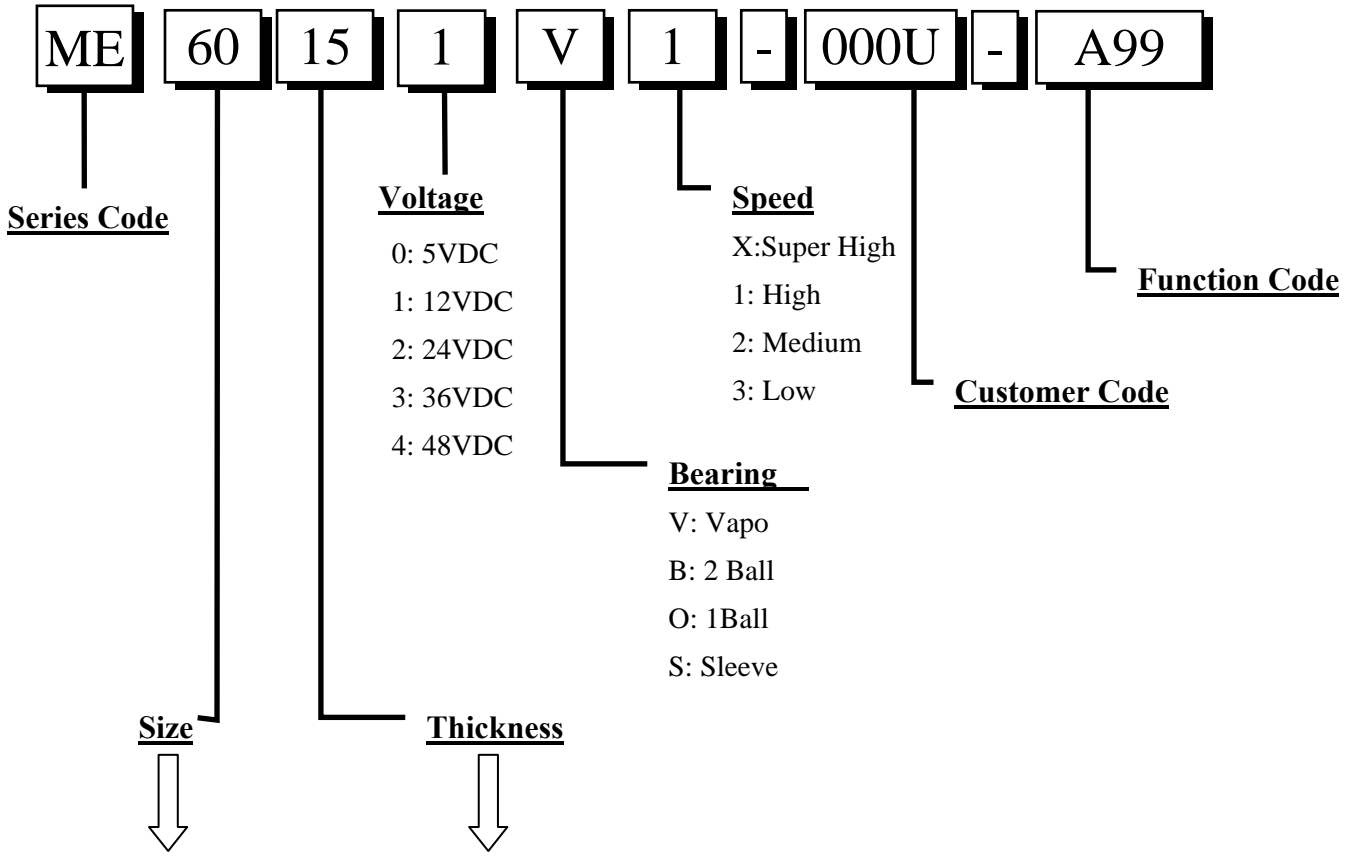 ME 60 15 1 V 1 - 000U - A99
Series Code
Voltage
0: 5VDC
1: 12VDC
2: 24VDC
3: 36VDC
4: 48VDC
Speed
X:Super High
1: High
2: Medium
3: Low
Function Code
Customer Code
Bearing
V: Vapo
B: 2 Ball
O: 1Ball
S: Sleeve
Size
Thickness